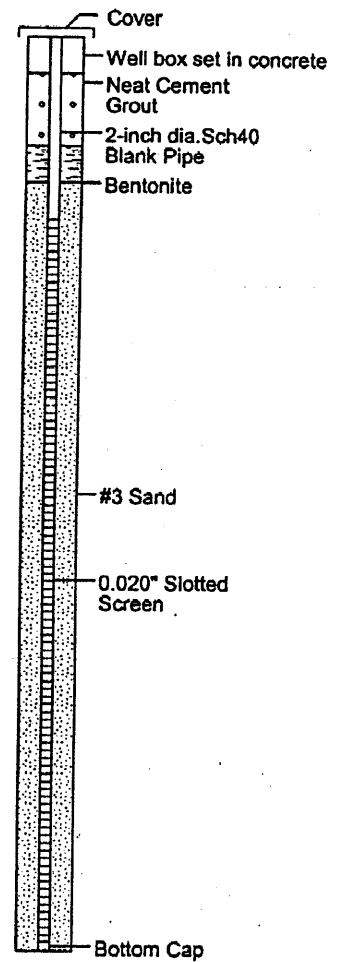 Cover
Well box set in concrete
Neat Cement
Grout
2-inch dia.Sch40
Blank Pipe
Bentonite
#3 Sand
0.020" Slotted
Screen
Bottom Cap